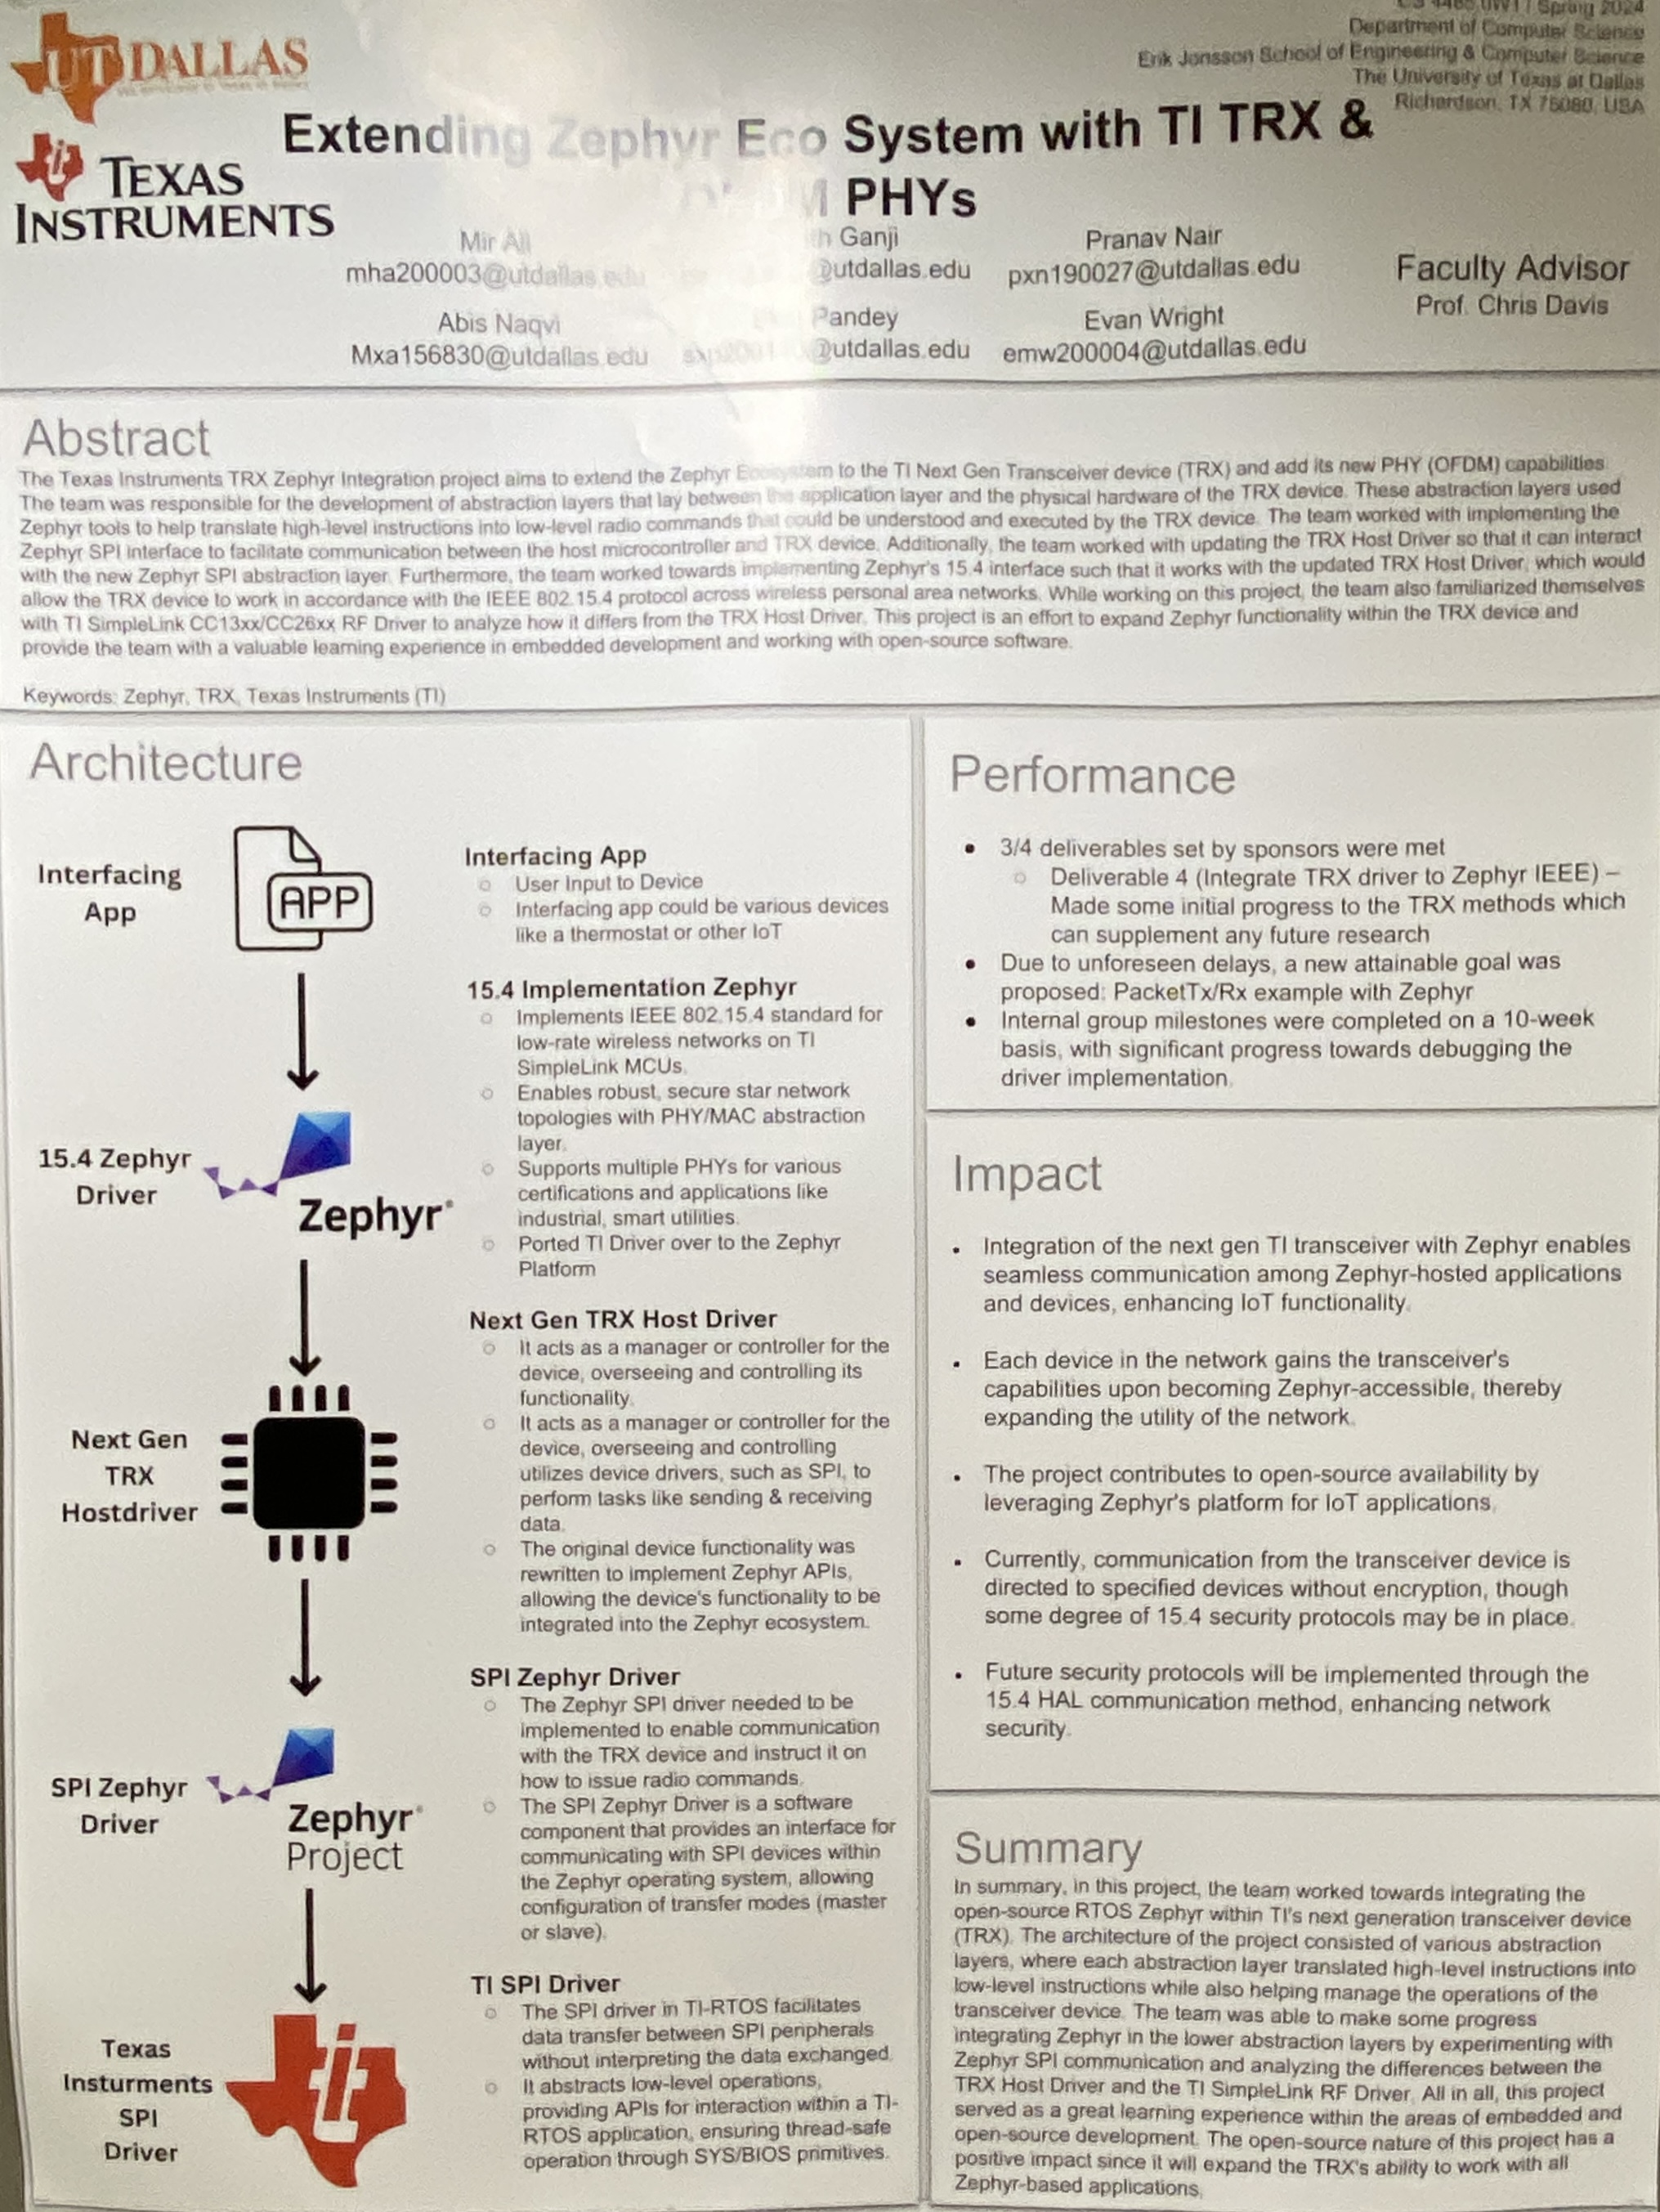 UT DALLAS
Spring 2024
Department of Computer Science
Erik Jonsson School of Engineering & Computer Science
The University of Texas at Dallas
Richardson, TX 75080, USA
TEXAS
INSTRUMENTS
Extending Zephyr Eco System with TI TRX &
PHYs
Mir Ali
mha200003@utdallas.edu
Ganji
@utdallas.edu
Pranav Nair
pxn190027@utdallas.edu
Abis Naqvi
Mxa156830@utdallas.edu
Pandey
@utdallas.edu
Evan Wright
emw200004@utdallas.edu
Faculty Advisor
Prof. Chris Davis
Abstract
The Texas Instruments TRX Zephyr Integration project aims to extend the Zephyr Ecosystem to the TI Next Gen Transceiver device (TRX) and add its new PHY (OFDM) capabilities.
The team was responsible for the development of abstraction layers that lay between the application layer and the physical hardware of the TRX device. These abstraction layers used
Zephyr tools to help translate high-level instructions into low-level radio commands that could be understood and executed by the TRX device. The team worked with implementing the
Zephyr SPI interface to facilitate communication between the host microcontroller and TRX device. Additionally, the team worked with updating the TRX Host Driver so that it can interact
with the new Zephyr SPI abstraction layer. Furthermore, the team worked towards implementing Zephyr's 15.4 interface such that it works with the updated TRX Host Driver, which would
allow the TRX device to work in accordance with the IEEE 802.15.4 protocol across wireless personal area networks. While working on this project, the team also familiarized themselves
with TI SimpleLink CC13xx/CC26xx RF Driver to analyze how it differs from the TRX Host Driver. This project is an effort to expand Zephyr functionality within the TRX device and
provide the team with a valuable learning experience in embedded development and working with open-source software.
Keywords: Zephyr, TRX, Texas Instruments (TI)
Architecture
Interfacing
App
APP
15.4 Zephyr
Driver
Zephyr
Next Gen
TRX
Hostdriver
SPI Zephyr
Driver
Zephyr
Project
Texas
Insturments
SPI
Driver
Interfacing App
○ User Input to Device
○ Interfacing app could be various devices
like a thermostat or other IoT
15.4 Implementation Zephyr
○ Implements IEEE 802.15.4 standard for
low-rate wireless networks on TI
SimpleLink MCUs.
○ Enables robust, secure star network
topologies with PHY/MAC abstraction
layer.
○ Supports multiple PHYs for various
certifications and applications like
industrial, smart utilities.
○ Ported TI Driver over to the Zephyr
Platform
Next Gen TRX Host Driver
○ It acts as a manager or controller for the
device, overseeing and controlling its
functionality.
○ It acts as a manager or controller for the
device, overseeing and controlling
utilizes device drivers, such as SPI, to
perform tasks like sending & receiving
data.
○ The original device functionality was
rewritten to implement Zephyr APIs,
allowing the device's functionality to be
integrated into the Zephyr ecosystem.
SPI Zephyr Driver
○ The Zephyr SPI driver needed to be
implemented to enable communication
with the TRX device and instruct it on
how to issue radio commands.
○ The SPI Zephyr Driver is a software
component that provides an interface for
communicating with SPI devices within
the Zephyr operating system, allowing
configuration of transfer modes (master
or slave).
TI SPI Driver
○ The SPI driver in TI-RTOS facilitates
data transfer between SPI peripherals
without interpreting the data exchanged.
○ It abstracts low-level operations,
providing APIs for interaction within a TI-
RTOS application, ensuring thread-safe
operation through SYS/BIOS primitives.
Performance
● 3/4 deliverables set by sponsors were met
○ Deliverable 4 (Integrate TRX driver to Zephyr IEEE) –
Made some initial progress to the TRX methods which
can supplement any future research
● Due to unforeseen delays, a new attainable goal was
proposed: PacketTx/Rx example with Zephyr
● Internal group milestones were completed on a 10-week
basis, with significant progress towards debugging the
driver implementation.
Impact
• Integration of the next gen TI transceiver with Zephyr enables
seamless communication among Zephyr-hosted applications
and devices, enhancing IoT functionality.
• Each device in the network gains the transceiver's
capabilities upon becoming Zephyr-accessible, thereby
expanding the utility of the network.
• The project contributes to open-source availability by
leveraging Zephyr's platform for IoT applications.
• Currently, communication from the transceiver device is
directed to specified devices without encryption, though
some degree of 15.4 security protocols may be in place.
• Future security protocols will be implemented through the
15.4 HAL communication method, enhancing network
security.
Summary
In summary, in this project, the team worked towards integrating the
open-source RTOS Zephyr within TI's next generation transceiver device
(TRX). The architecture of the project consisted of various abstraction
layers, where each abstraction layer translated high-level instructions into
low-level instructions while also helping manage the operations of the
transceiver device. The team was able to make some progress
integrating Zephyr in the lower abstraction layers by experimenting with
Zephyr SPI communication and analyzing the differences between the
TRX Host Driver and the TI SimpleLink RF Driver. All in all, this project
served as a great learning experience within the areas of embedded and
open-source development. The open-source nature of this project has a
positive impact since it will expand the TRX's ability to work with all
Zephyr-based applications.